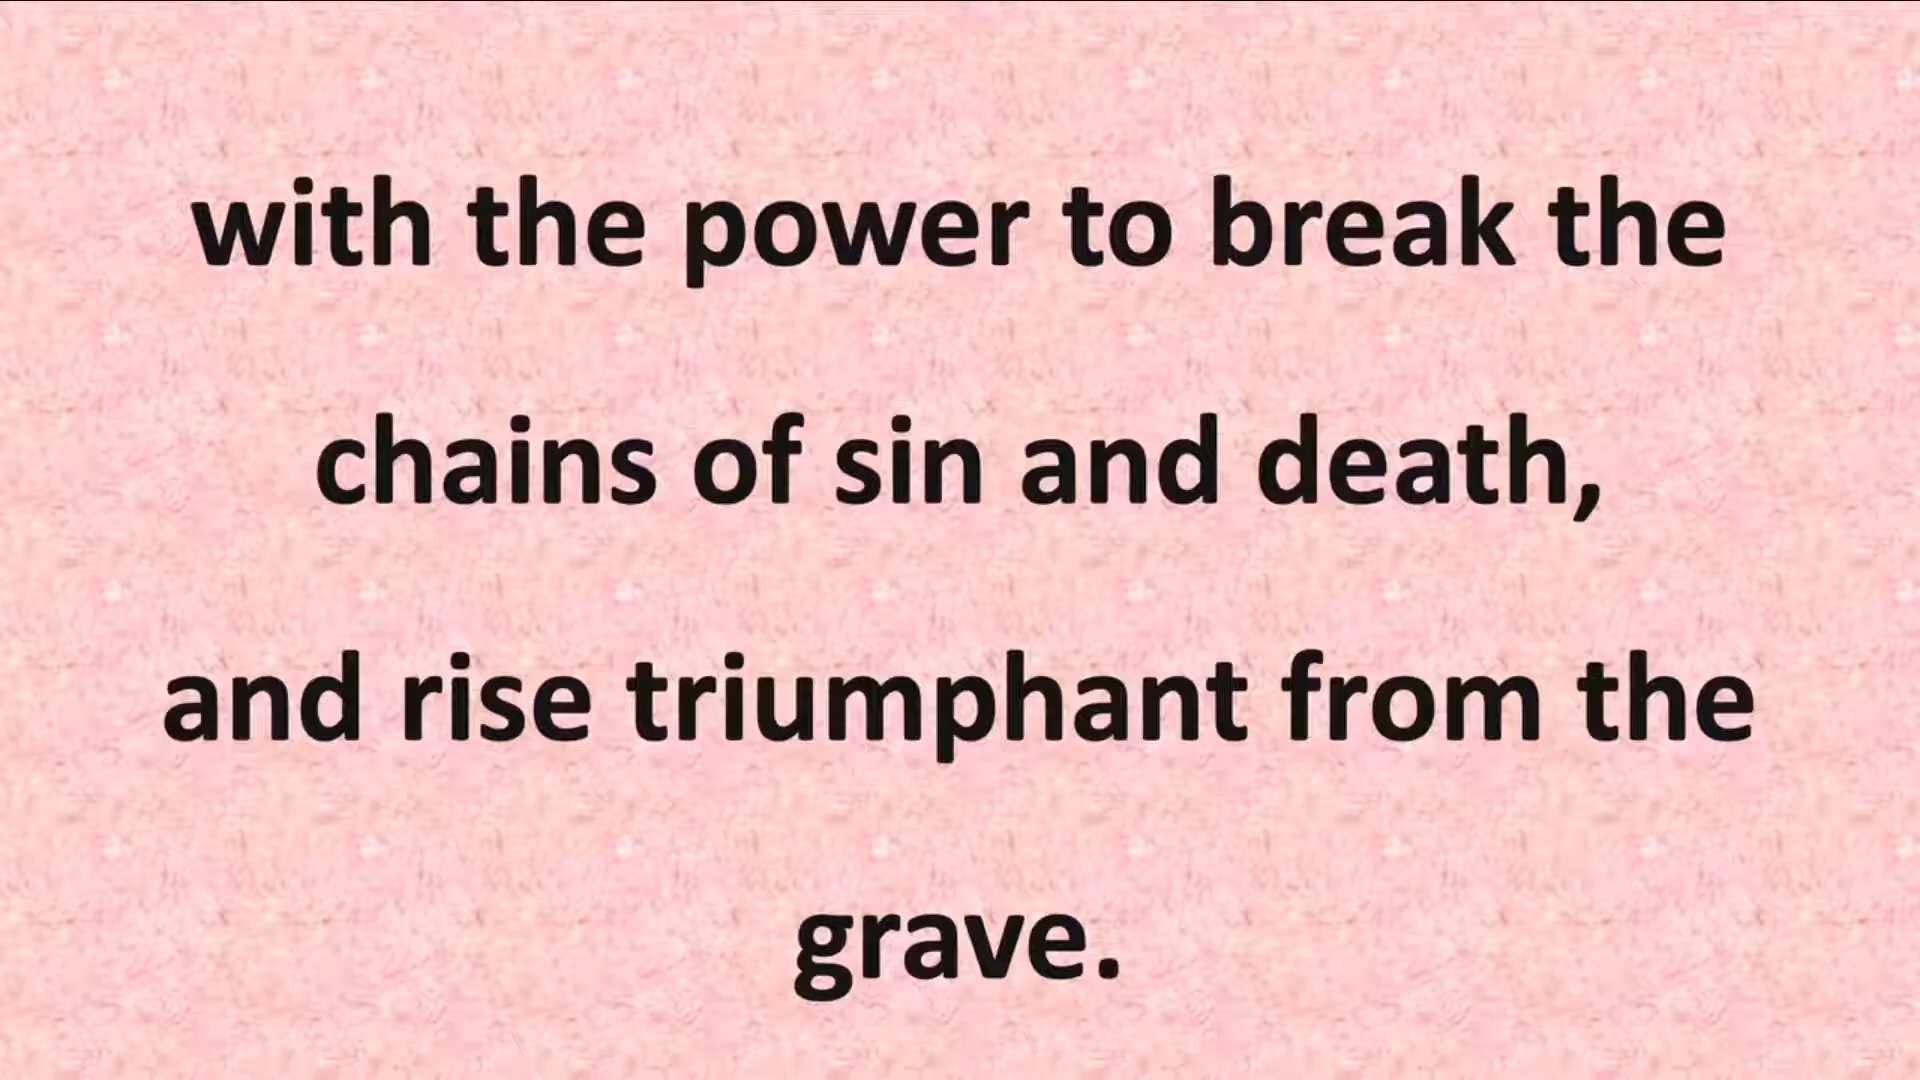 with the power to break the
chains of sin and death,
and rise triumphant from the
grave.